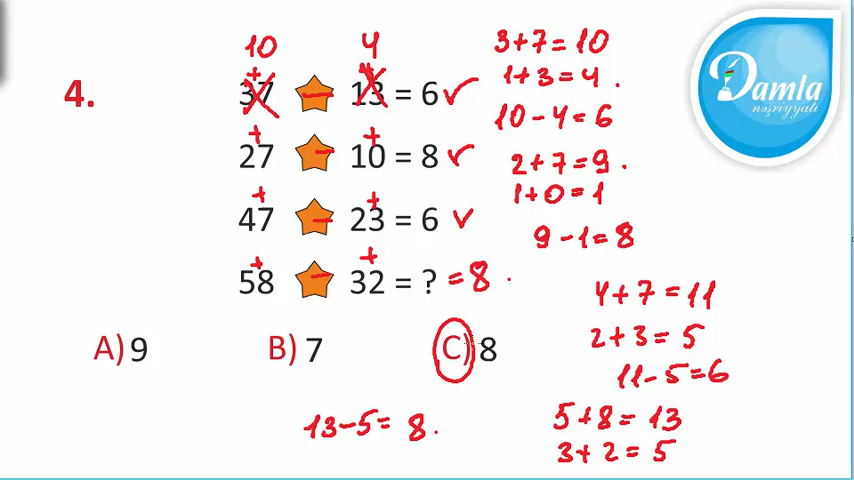 10 4
4. 37 - 13 = 6 ✓
27 - 10 = 8 ✓
47 - 23 = 6 ✓
58 - 32 = ? = 8 .
A) 9 B) 7 C) 8
13-5= 8 .
3+7=10
1+3=4 .
10-4=6
2+7=9 .
1+0=1
9-1=8
4+7=11
2+3=5
11-5=6
5+8=13
3+2=5
Damla
nəşriyyatı